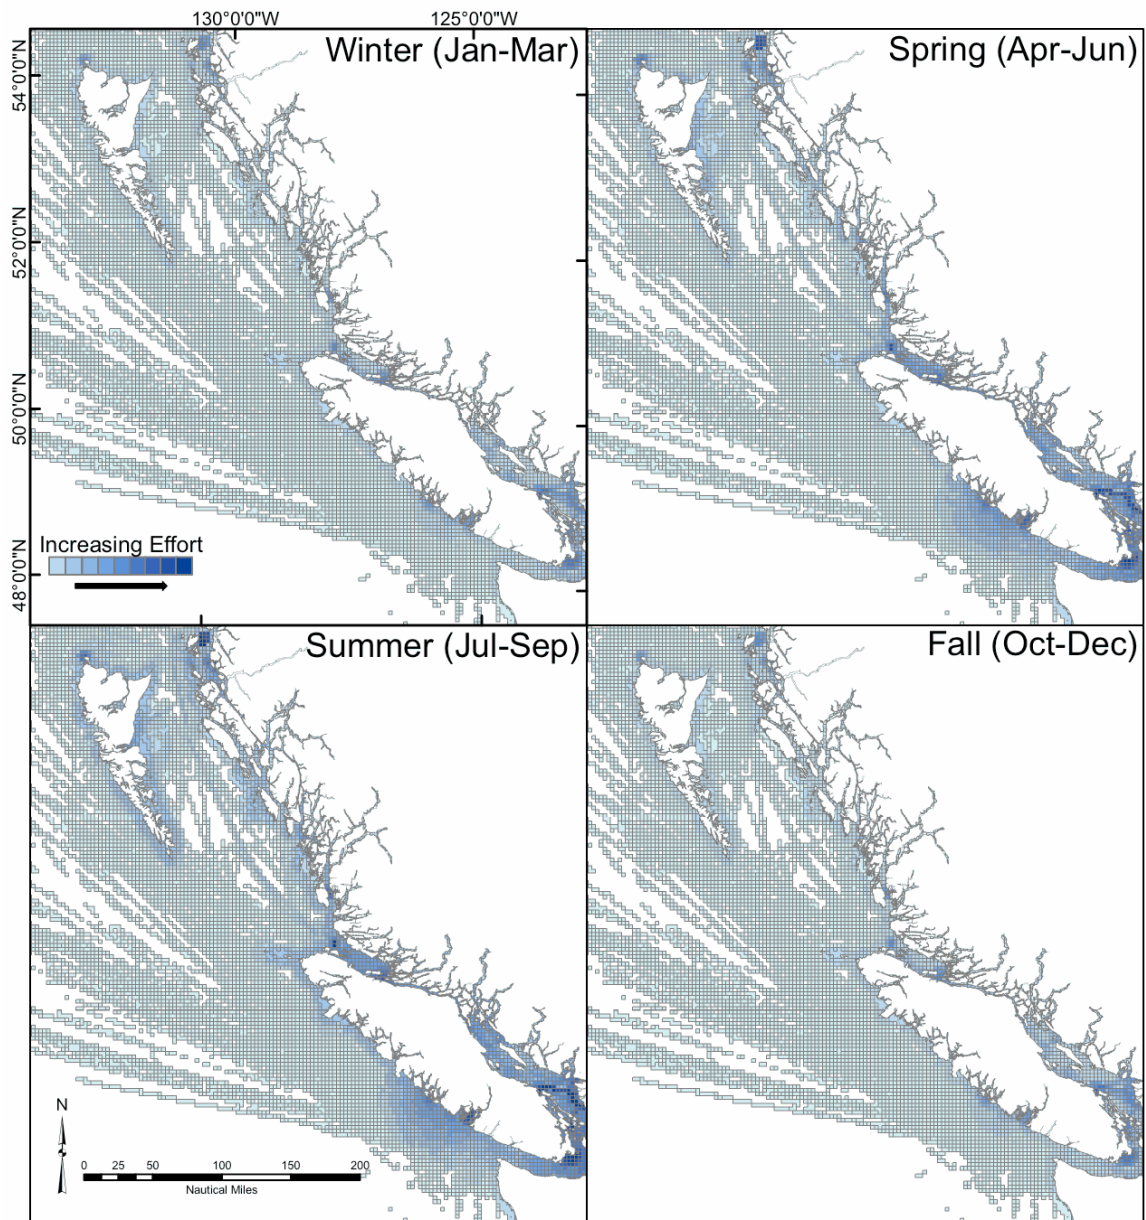 130°0'0"W 125°0'0"W
Winter (Jan-Mar)
Spring (Apr-Jun)
54°0'0"N
52°0'0"N
50°0'0"N
48°0'0"N
Increasing Effort
Summer (Jul-Sep)
Fall (Oct-Dec)
N
0 25 50 100 150 200
Nautical Miles